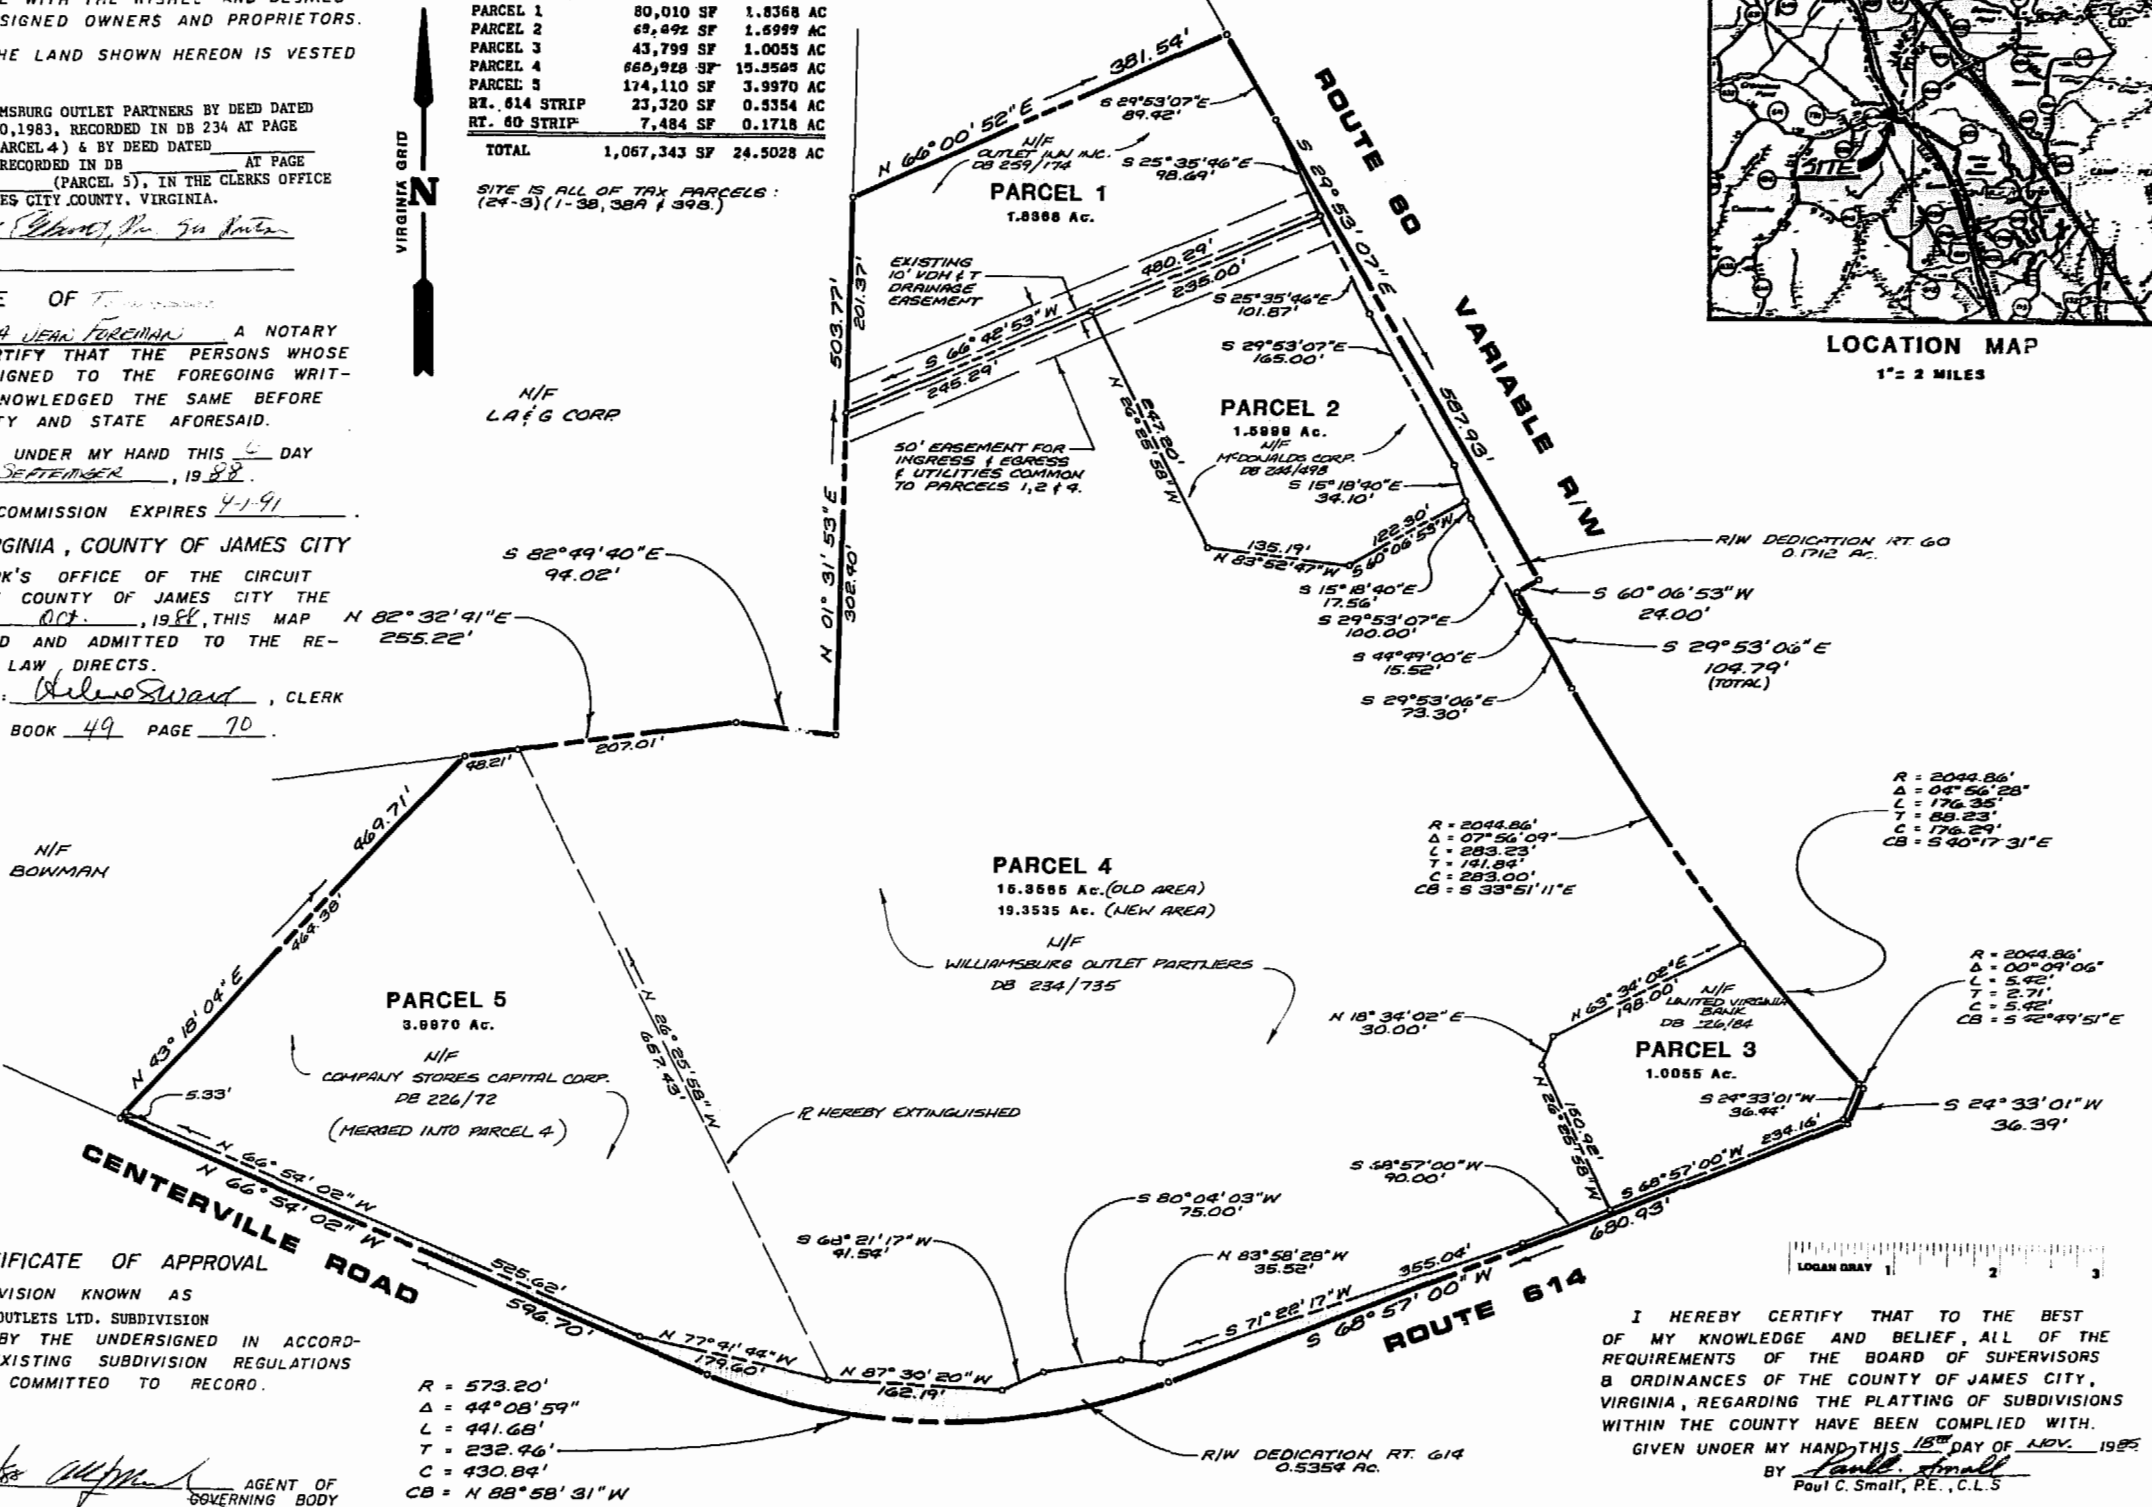 SIGNED OWNERS AND PROPRIETORS.
HE LAND SHOWN HEREON IS VESTED
MSBURG OUTLET PARTNERS BY DEED DATED
0,1983, RECORDED IN DB 234 AT PAGE
ARCEL 4) & BY DEED DATED
RECORDED IN DB AT PAGE
(PARCEL 5), IN THE CLERKS OFFICE
ES CITY COUNTY, VIRGINIA.
E OF
A JEAN FOREMAN A NOTARY
RTIFY THAT THE PERSONS WHOSE
IGNED TO THE FOREGOING WRIT-
NOWLEDGED THE SAME BEFORE
TY AND STATE AFORESAID.
UNDER MY HAND THIS 6 DAY
SEPTEMBER , 19 88 .
COMMISSION EXPIRES 4-1-91 .
RGINIA , COUNTY OF JAMES CITY
RK'S OFFICE OF THE CIRCUIT
COUNTY OF JAMES CITY THE
Oct. , 1988, THIS MAP
D AND ADMITTED TO THE RE-
LAW DIRECTS.
, CLERK
BOOK 49 PAGE 70 .
VIRGINIA GRID
N
PARCEL 1 80,010 SF 1.8368 AC
PARCEL 2
PARCEL 3 43,799 SF 1.0055 AC
PARCEL 4
PARCEL 5 174,110 SF 3.9970 AC
RT. 614 STRIP 23,320 SF 0.5354 AC
RT. 60 STRIP 7,484 SF 0.1718 AC
TOTAL 1,067,343 SF 24.5028 AC
SITE IS ALL OF TAX PARCELS :
(24-3)(1-38, 38A & 39B.)
N 66°00'52"E
381.54'
S 29°53'07"E
89.42'
N/F
OUTLET INN INC.
DB 259/174
S 25°35'46"E
98.69'
PARCEL 1
1.8368 Ac.
ROUTE 60 VARIABLE R/W
S 29°53'07"E
587.93'
SITE
LOCATION MAP
1"= 2 MILES
EXISTING
10' VDH & T
DRAINAGE
EASEMENT
480.29'
235.00'
S 66°42'53"W
245.29'
503.77'
201.37'
S 25°35'46"E
101.87'
S 29°53'07"E
165.00'
N/F
LA & G CORP.
247.20'
N 26°25'58"W
PARCEL 2
1.5999 Ac.
N/F
McDONALDS CORP.
DB 244/498
50' EASEMENT FOR
INGRESS & EGRESS
& UTILITIES COMMON
TO PARCELS 1,2 & 4.
S 15°18'40"E
34.10'
122.30'
S 60°06'53"W
135.19'
N 83°52'47"W
N 01°31'53"E
302.40'
R/W DEDICATION RT. 60
0.1712 Ac.
S 15°18'40"E
17.56'
S 60°06'53"W
24.00'
S 29°53'07"E
100.00'
S 44°49'00"E
15.52'
S 29°53'06"E
104.79'
(TOTAL)
S 29°53'06"E
73.30'
S 82°49'40"E
94.02'
N 82°32'41"E
255.22'
48.21'
207.01'
469.71'
464.38'
N 43°18'04"E
5.33'
N/F
BOWMAN
PARCEL 4
15.3565 Ac.(OLD AREA)
19.3535 Ac. (NEW AREA)
N/F
WILLIAMSBURG OUTLET PARTNERS
DB 234/735
R = 2044.86'
Δ = 07°56'09"
L = 283.23'
T = 141.84'
C = 283.00'
CB = S 33°51'11"E
R = 2044.86'
Δ = 04°56'28"
L = 176.35'
T = 88.23'
C = 176.29'
CB = S 40°17'31"E
R = 2044.86'
Δ = 00°09'06"
L = 5.42'
T = 2.71'
C = 5.42'
CB = S 42°49'51"E
PARCEL 5
3.9970 Ac.
N/F
COMPANY STORES CAPITAL CORP.
DB 226/72
(MERGED INTO PARCEL 4)
N 26°25'58"W
657.43'
HEREBY EXTINGUISHED
N 63°34'02"E
198.00'
N 18°34'02"E
30.00'
N/F
UNITED VIRGINIA
BANK
PARCEL 3
1.0055 Ac.
150.92'
N 26°25'58"W
S 24°33'01"W
36.44'
S 24°33'01"W
36.39'
S 68°57'00"W
234.16'
S 68°57'00"W
90.00'
680.93'
CENTERVILLE ROAD
N 66°54'02"W
N 66°54'02"W
525.62'
596.70'
N 77°41'44"W
179.60'
N 87°30'20"W
162.19'
S 68°21'17"W
41.54'
S 80°04'03"W
75.00'
N 83°58'28"W
35.52'
355.04'
S 71°22'17"W
S 68°57'00"W
ROUTE 614
R/W DEDICATION RT. 614
0.5354 Ac.
R = 573.20'
Δ = 44°08'59"
L = 441.68'
T = 232.46'
C = 430.84'
CB = N 88°58'31"W
IFICATE OF APPROVAL
VISION KNOWN AS
OUTLETS LTD. SUBDIVISION
BY THE UNDERSIGNED IN ACCORD-
XISTING SUBDIVISION REGULATIONS
COMMITTED TO RECORD.
AGENT OF
GOVERNING BODY
LOGAN GRAY 1 2 3
I HEREBY CERTIFY THAT TO THE BEST
OF MY KNOWLEDGE AND BELIEF, ALL OF THE
REQUIREMENTS OF THE BOARD OF SUPERVISORS
& ORDINANCES OF THE COUNTY OF JAMES CITY,
VIRGINIA, REGARDING THE PLATTING OF SUBDIVISIONS
WITHIN THE COUNTY HAVE BEEN COMPLIED WITH.
GIVEN UNDER MY HAND THIS 18TH DAY OF NOV. 1985
BY Paul C. Small
Paul C. Small, P.E., C.L.S